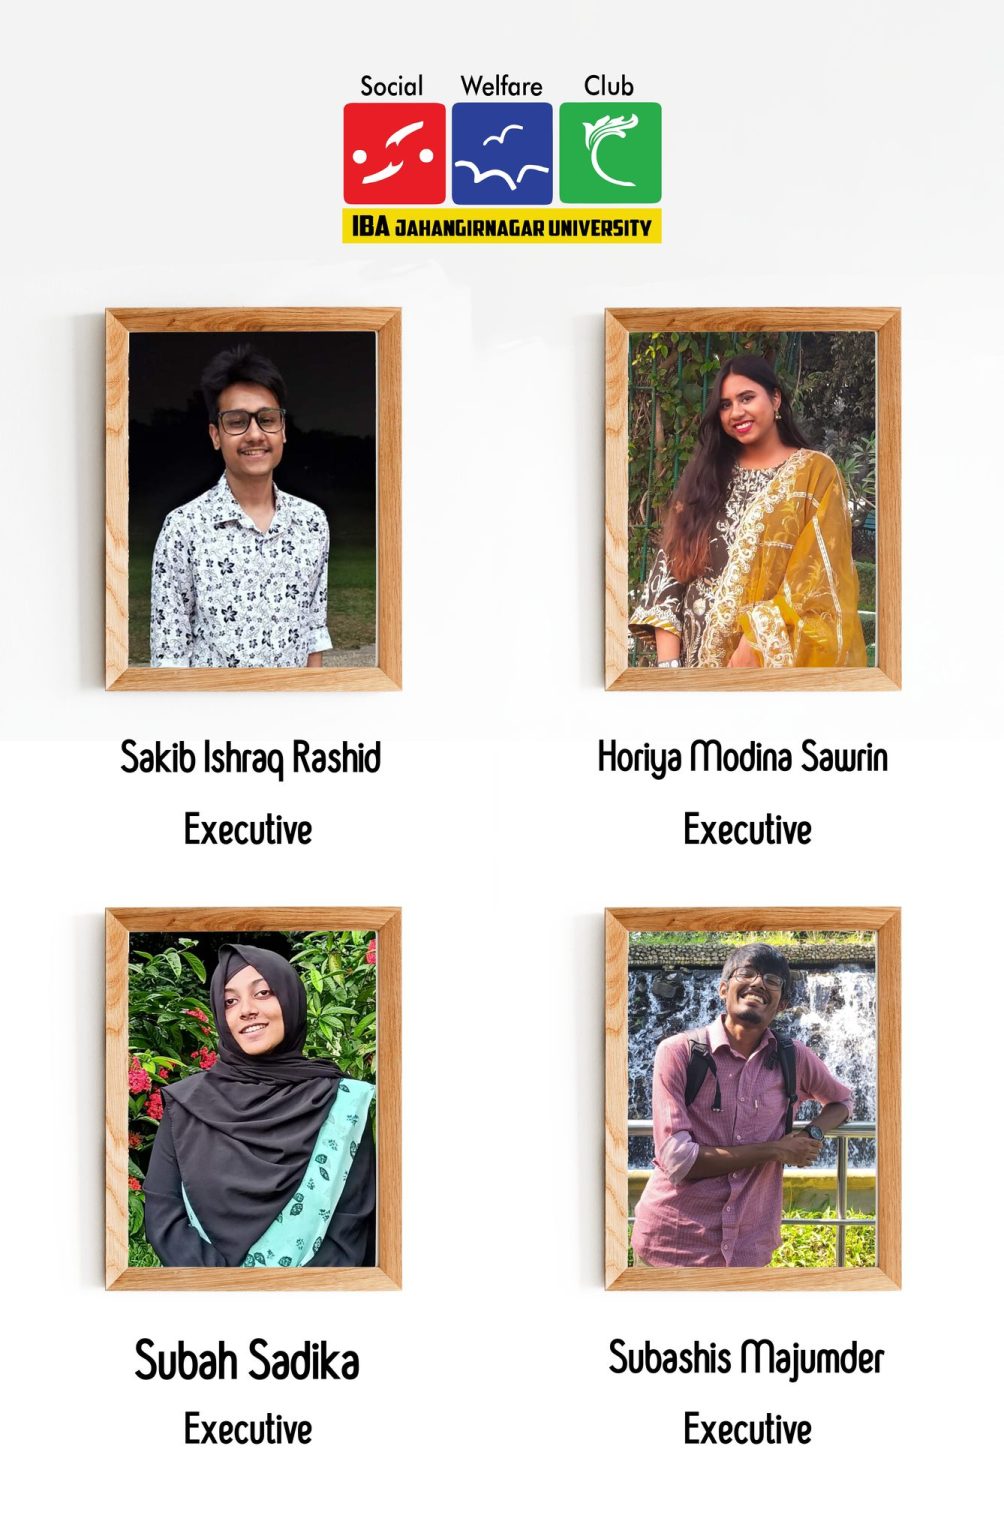 Social Welfare Club
IBA JAHANGIRNAGAR UNIVERSITY
Sakib Ishraq Rashid
Executive
Horiya Modina Sawrin
Executive
Subah Sadika
Executive
Subashis Majumder
Executive